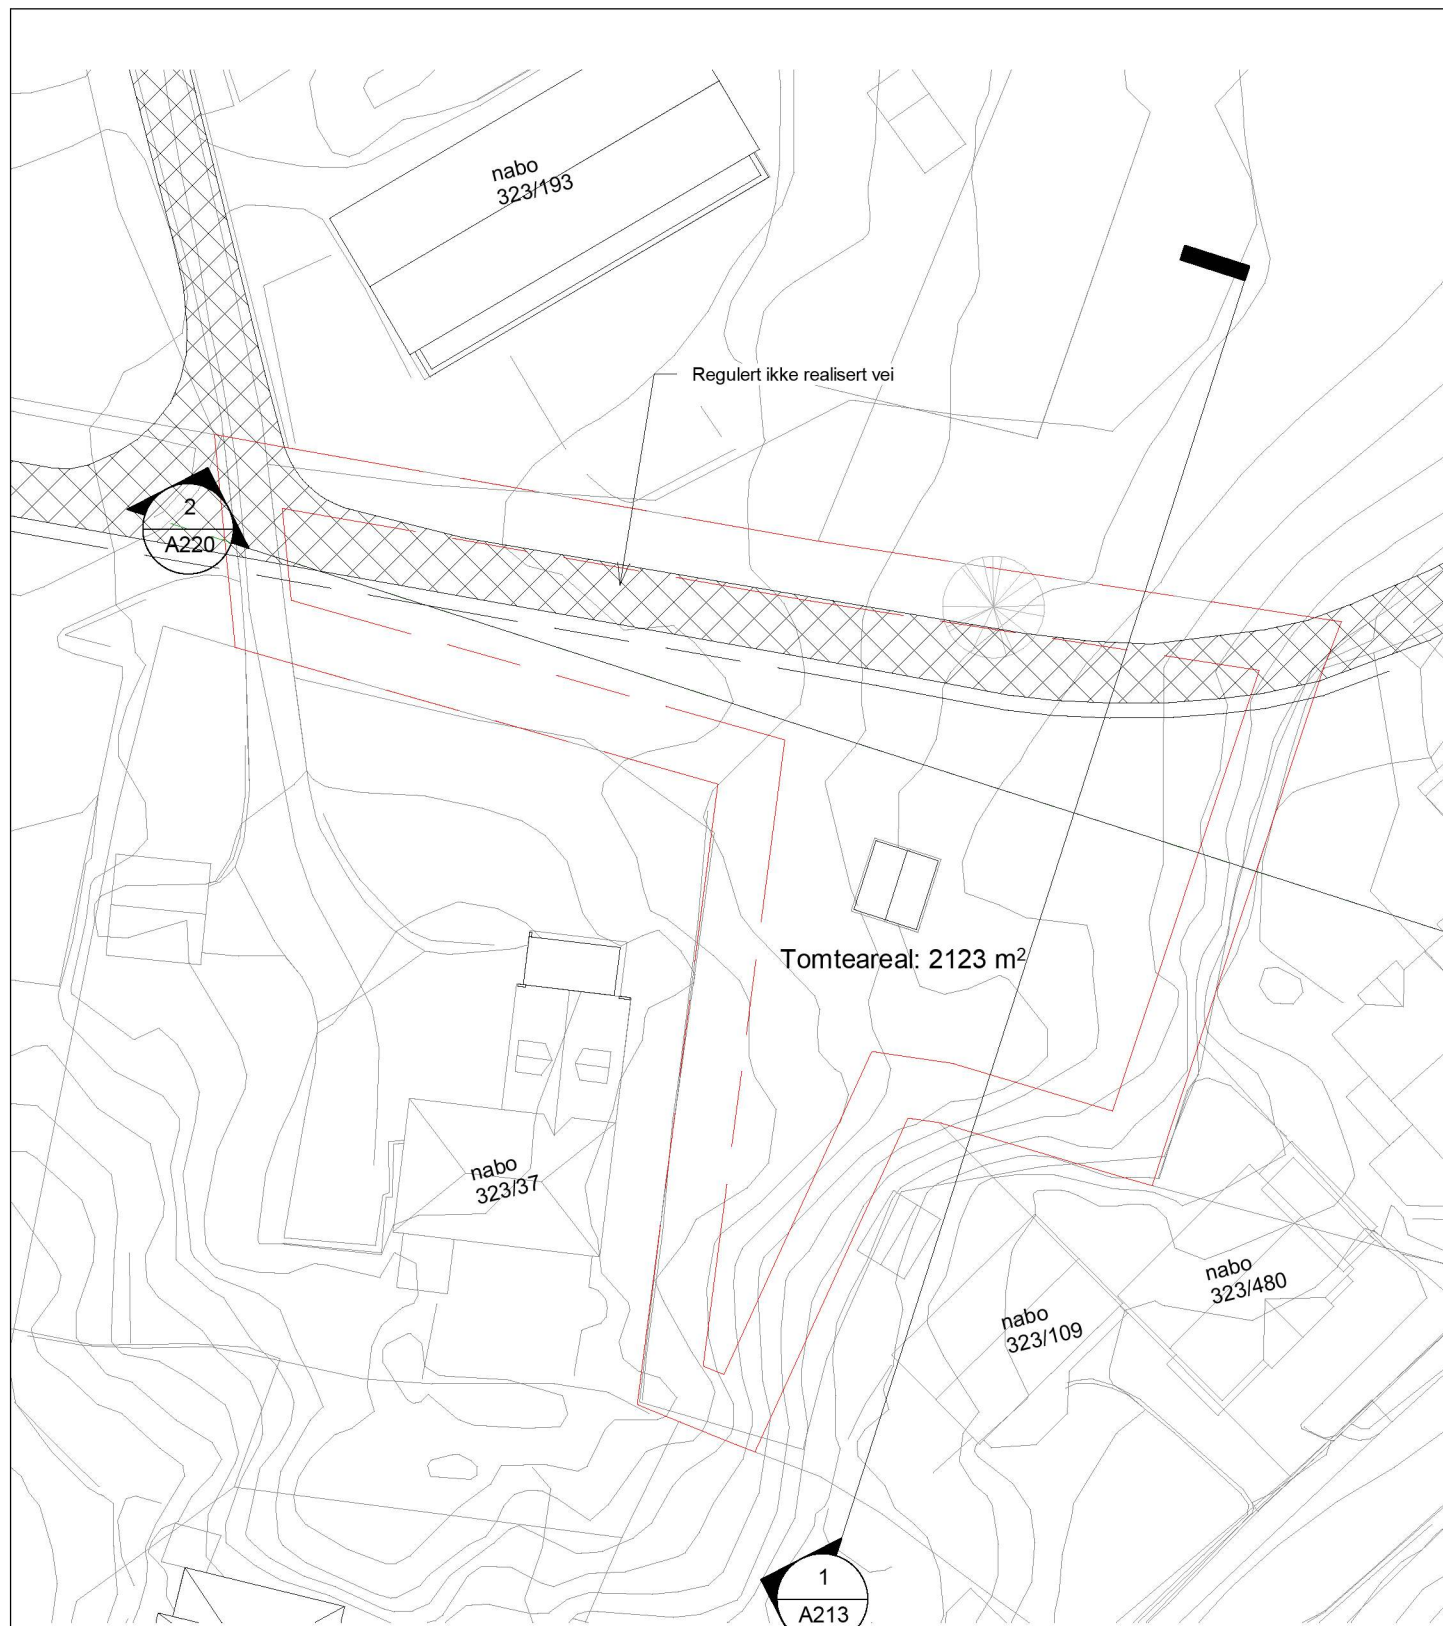 nabo
323/193
Regulert ikke realisert vei
2
A220
Tomteareal: 2123 m²
nabo
323/37
nabo
323/480
nabo
323/109
1
A213